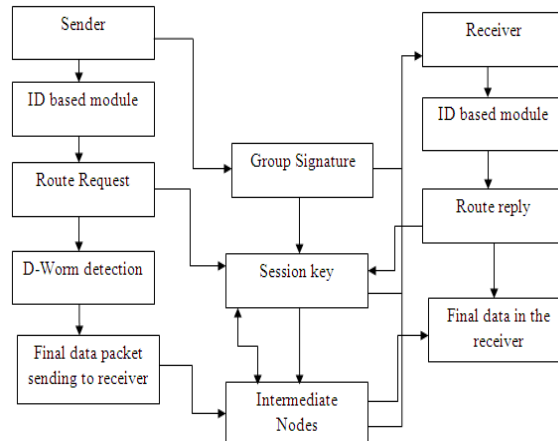 Sender
ID based module
Route Request
D-Worm detection
Final data packet
sending to receiver
Group Signature
Session key
Intermediate
Nodes
Receiver
ID based module
Route reply
Final data in the
receiver